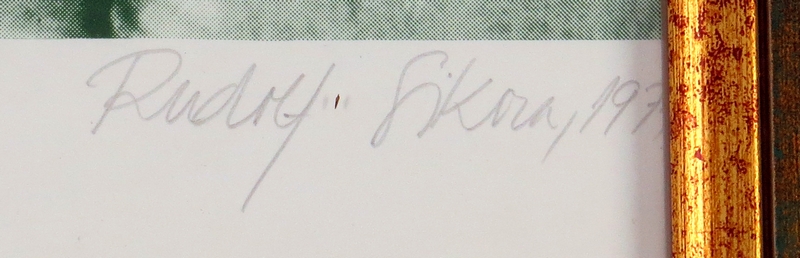 Rudolf Sikora, 197